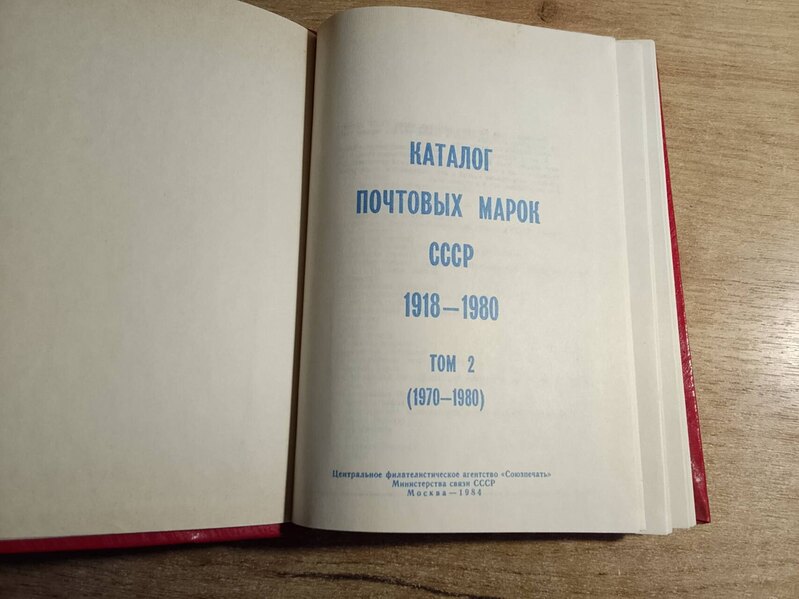 КАТАЛОГ
ПОЧТОВЫХ МАРОК
СССР
1918—1980
ТОМ 2
(1970—1980)
Центральное филателистическое агентство «Союзпечать»
Министерства связи СССР
Москва — 1984